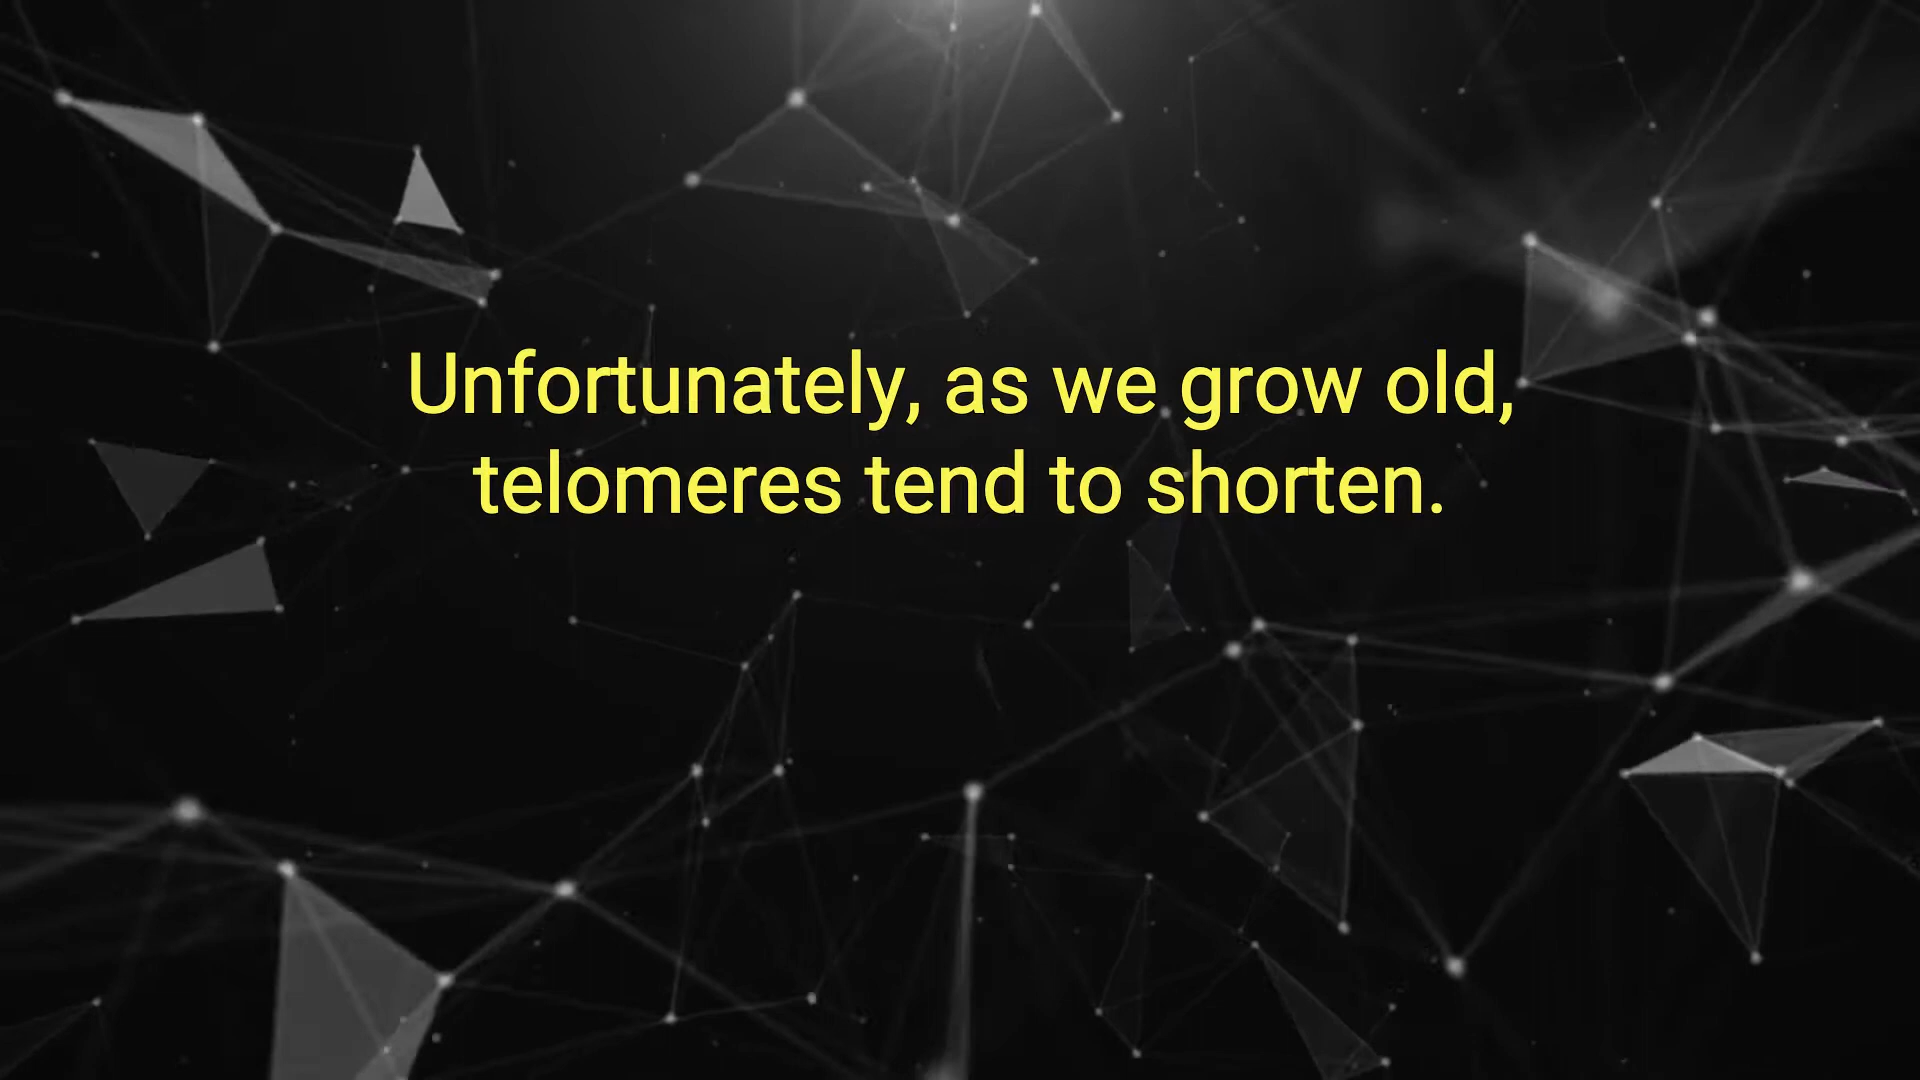 Unfortunately, as we grow old,
telomeres tend to shorten.